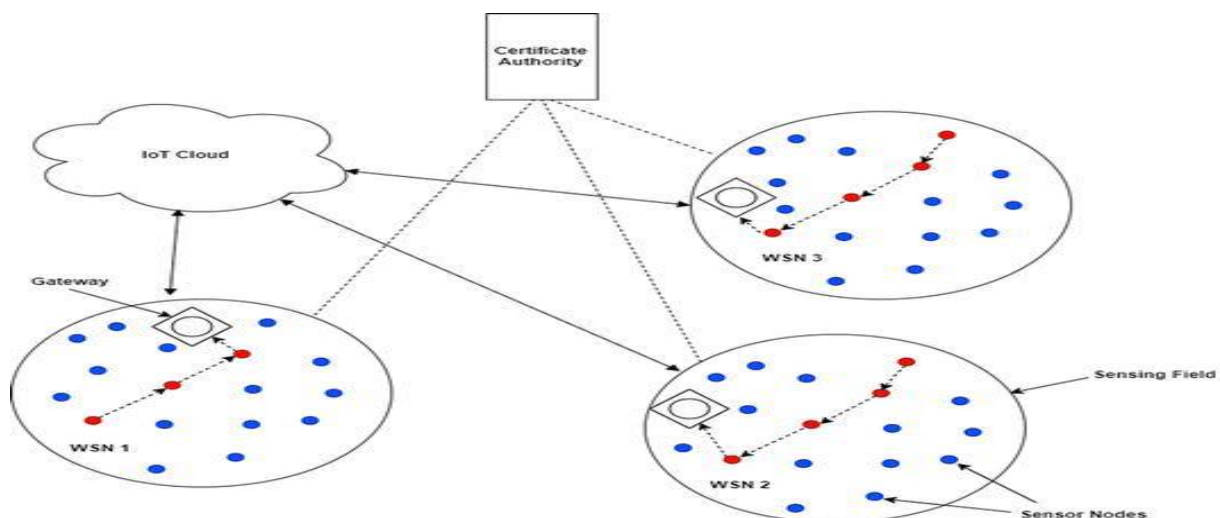 Certificate
Authority
IoT Cloud
WSN 3
Gateway
Sensing Field
WSN 1
WSN 2
Sensor Nodes